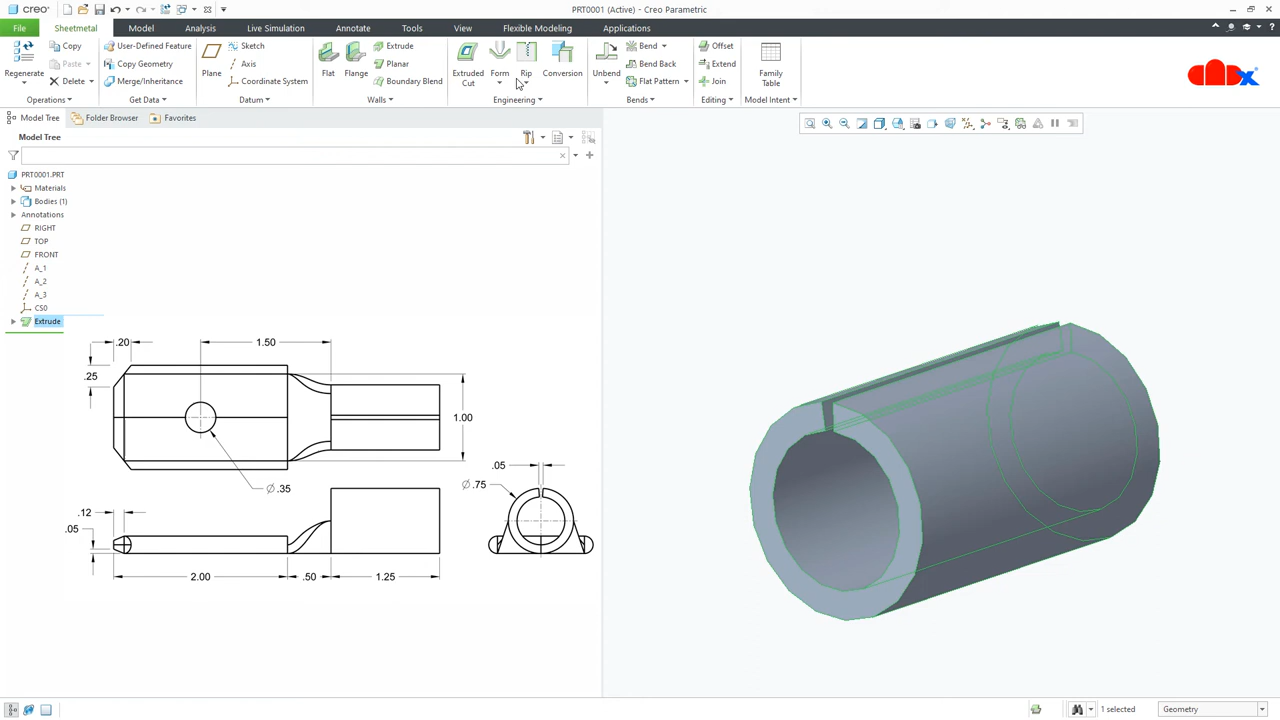 creo
PRT0001 (Active) - Creo Parametric
File Sheetmetal Model Analysis Live Simulation Annotate Tools View Flexible Modeling Applications
Regenerate Copy Paste Delete
User-Defined Feature Copy Geometry Merge/Inheritance
Plane Sketch Axis Coordinate System
Flat Flange Extrude Planar Boundary Blend
Extruded Cut Form Rip Conversion
Unbend Bend Bend Back Flat Pattern
Offset Extend Join
Family Table
Operations Get Data Datum Walls Engineering Bends Editing Model Intent
Model Tree Folder Browser Favorites
Model Tree
PRT0001.PRT
Materials
Bodies (1)
Annotations
RIGHT
TOP
FRONT
A_1
A_2
A_3
CS0
Extrude
.20 1.50
.25
1.00
.05
Ø.75
Ø.35
.12
.05
2.00 .50 1.25
1 selected Geometry